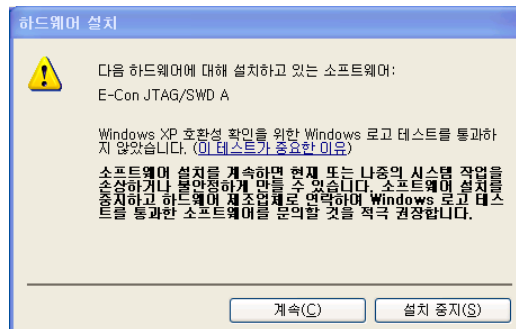 하드웨어 설치
다음 하드웨어에 대해 설치하고 있는 소프트웨어:
E-Con JTAG/SWD A
Windows XP 호환성 확인을 위한 Windows 로고 테스트를 통과하
지 않았습니다. (이 테스트가 중요한 이유)
소프트웨어 설치를 계속하면 현재 또는 나중의 시스템 작업을
손상하거나 불안정하게 만들 수 있습니다. 소프트웨어 설치를
중지하고 하드웨어 제조업체로 연락하여 Windows 로고 테스
트를 통과한 소프트웨어를 문의할 것을 적극 권장합니다.
계속(C)
설치 중지(S)